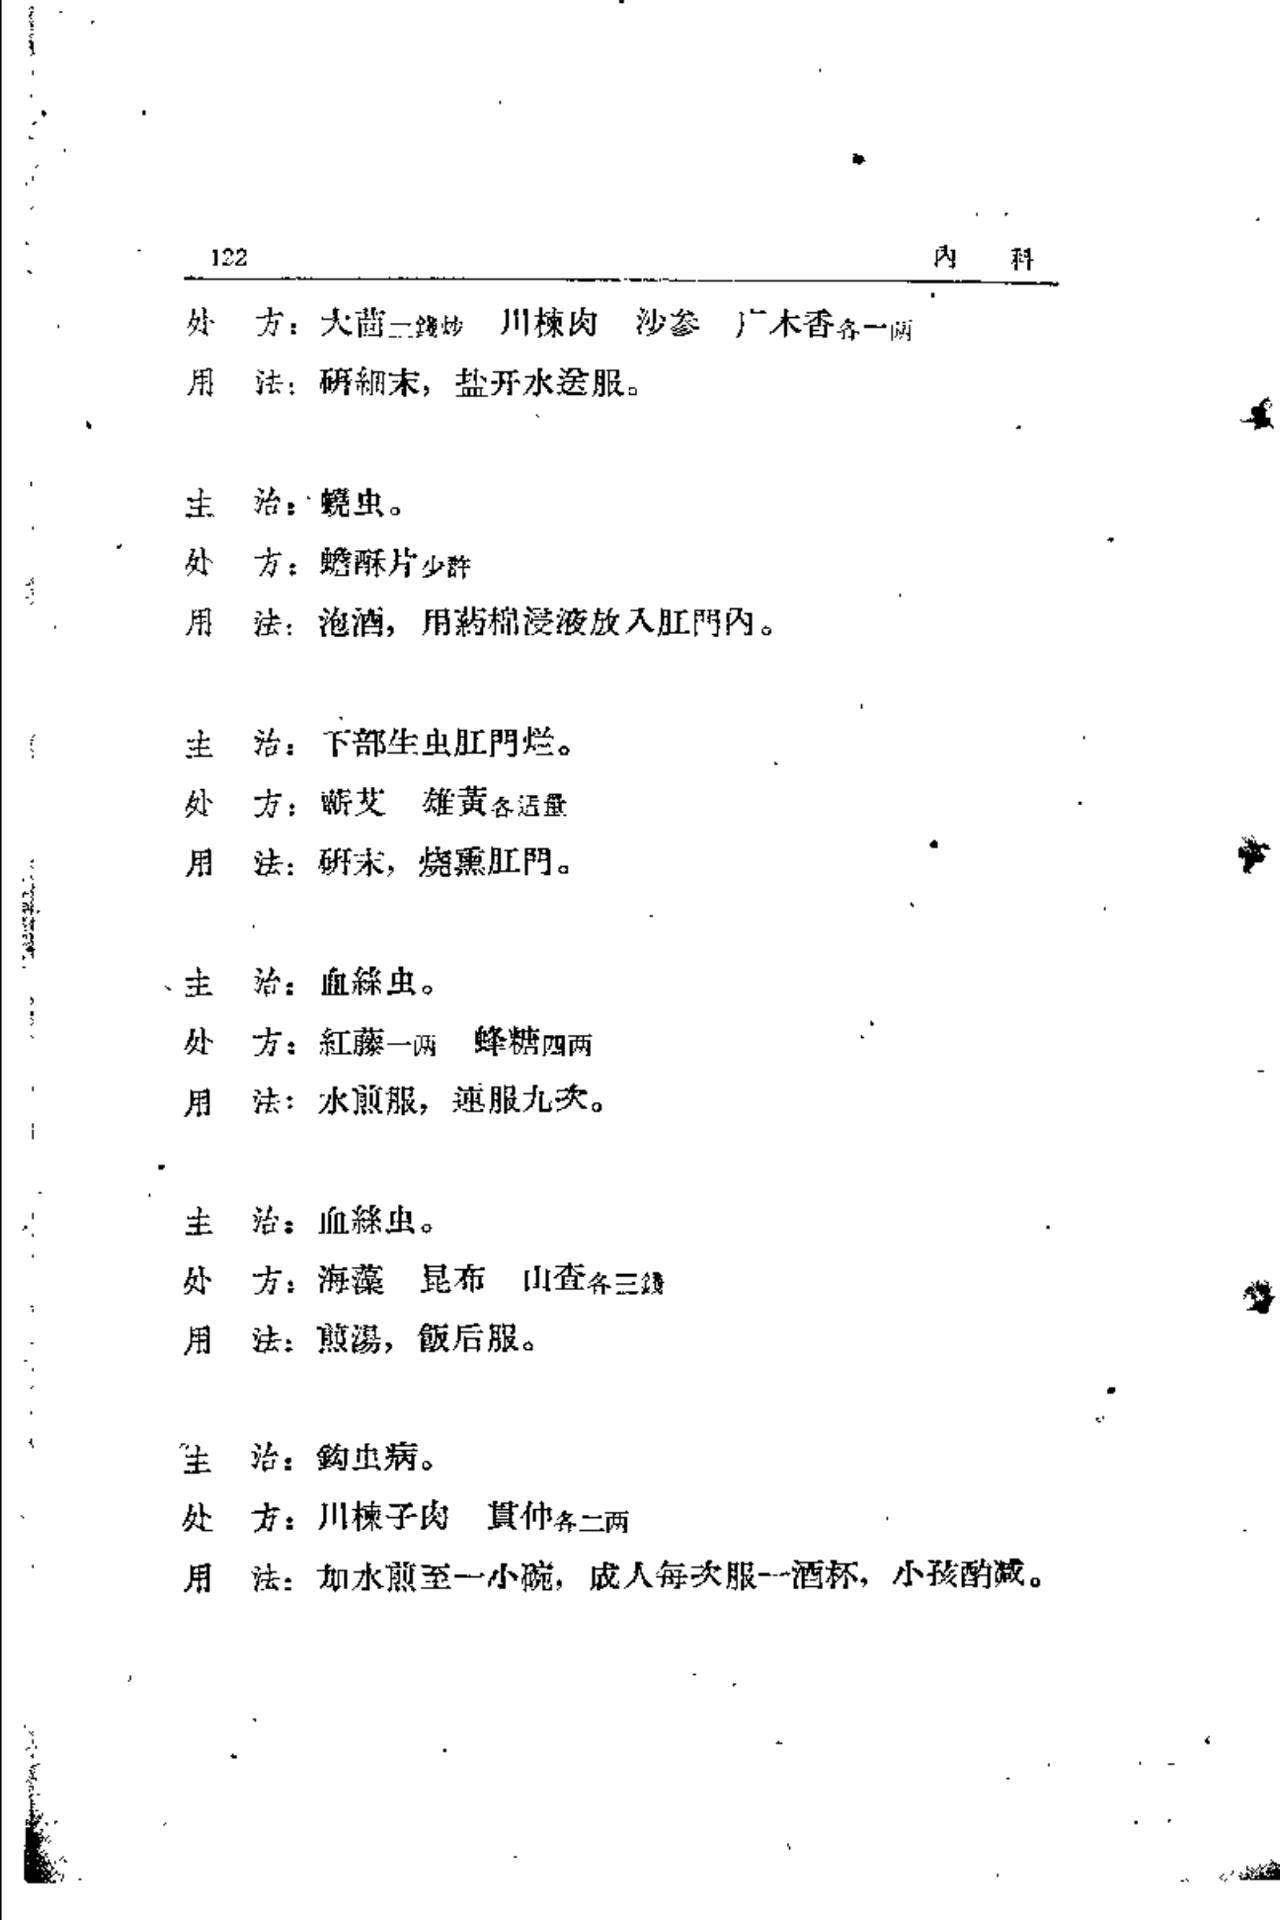 122 内 科
处 方：大茴二錢炒 川楝肉 沙参 广木香各一两
用 法：研細末，盐开水送服。
主 治：蟯虫。
处 方：蟾酥片少許
用 法：泡酒，用葯棉浸液放入肛門內。
主 治：下部生虫肛門烂。
处 方：蘄艾 雄黃各适量
用 法：研末，烧熏肛門。
主 治：血絲虫。
处 方：紅藤一两 蜂糖四两
用 法：水煎服，連服九次。
主 治：血絲虫。
处 方：海藻 昆布 山查各三錢
用 法：煎湯，飯后服。
主 治：鈎虫病。
处 方：川楝子肉 貫仲各二两
用 法：加水煎至一小碗，成人每次服一酒杯，小孩酌减。